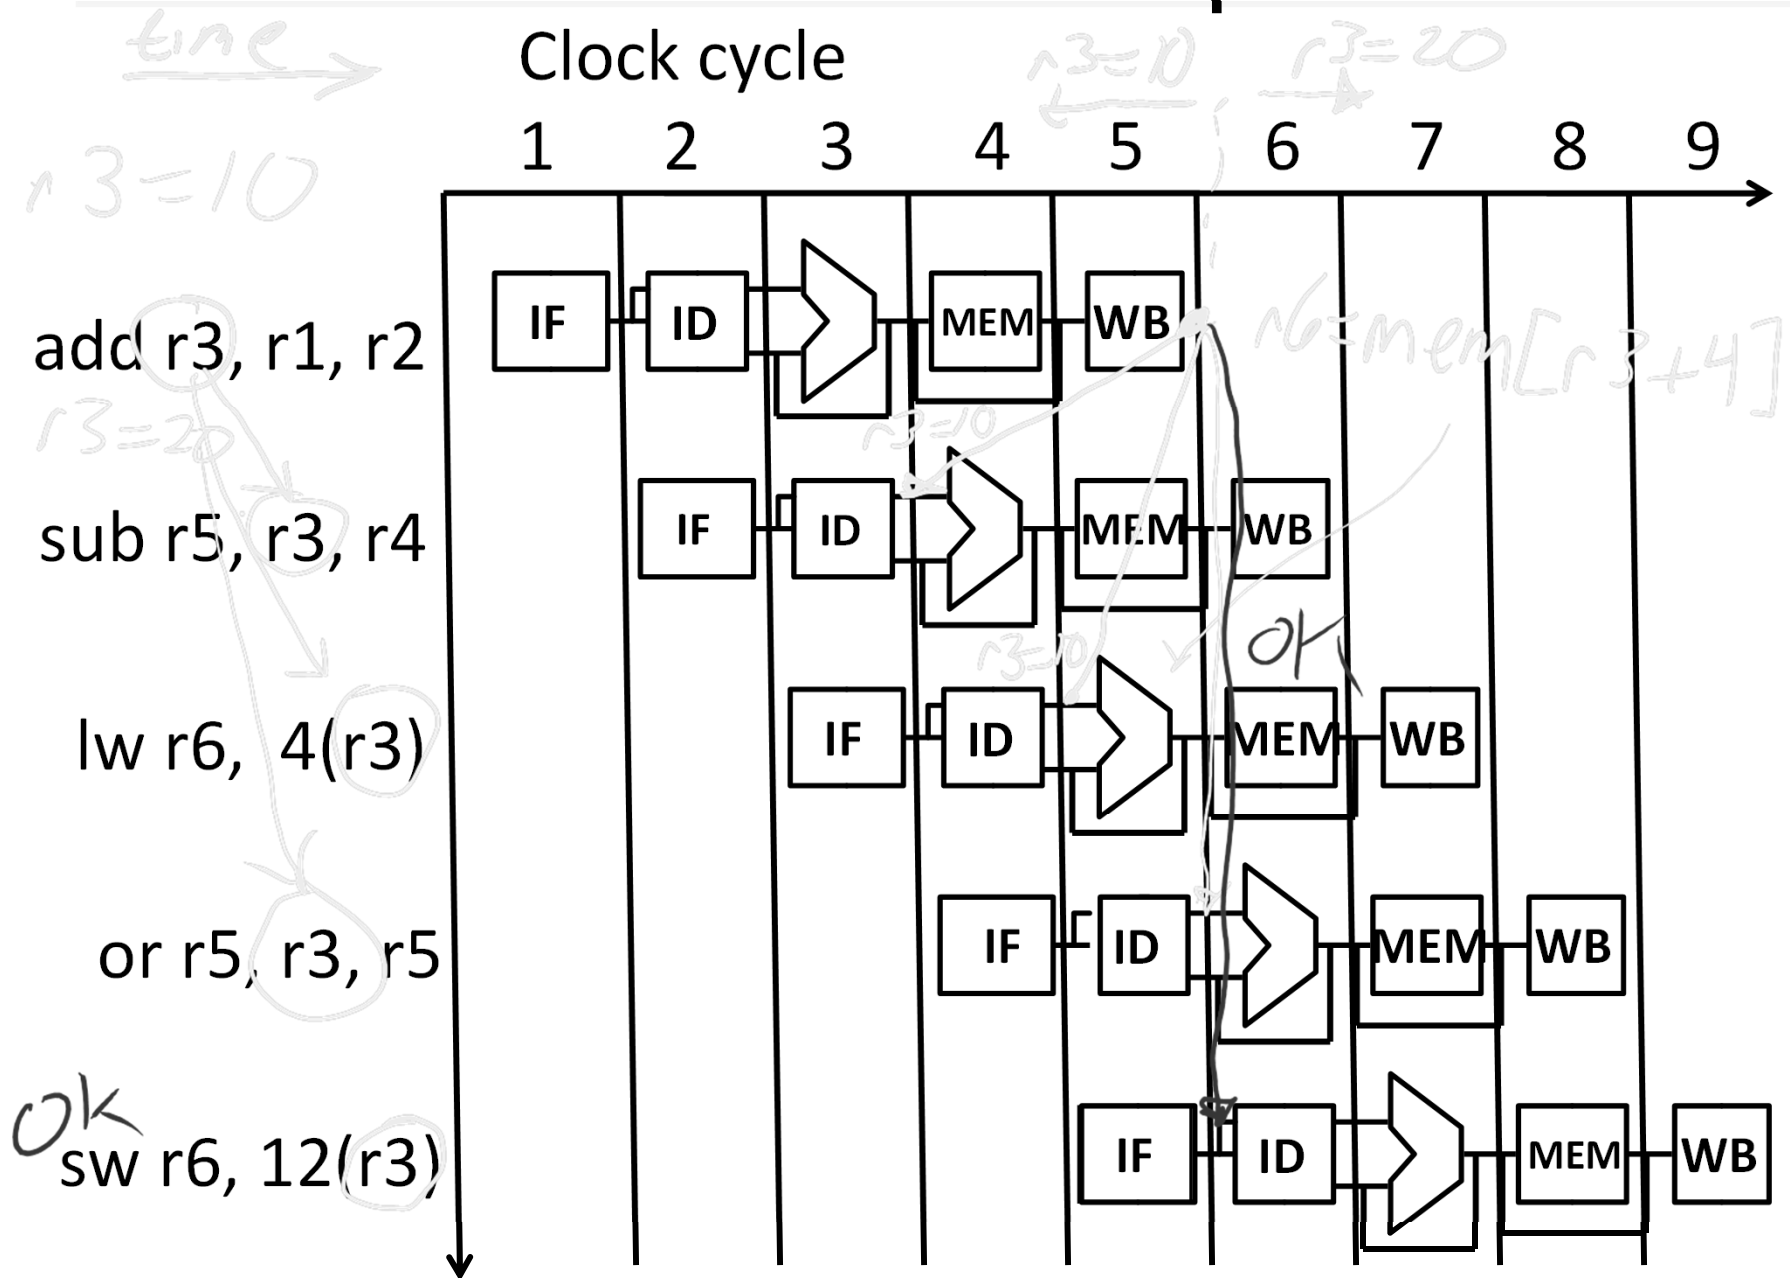 time
Clock cycle
r3=10 r3=20
1 2 3 4 5 6 7 8 9
r3=10
IF ID MEM WB
add r3, r1, r2
r6=mem[r3+4]
r3=20
r3=10
IF ID MEM WB
sub r5, r3, r4
OK
r3=10
IF ID MEM WB
lw r6, 4(r3)
IF ID MEM WB
or r5, r3, r5
OK
IF ID MEM WB
sw r6, 12(r3)